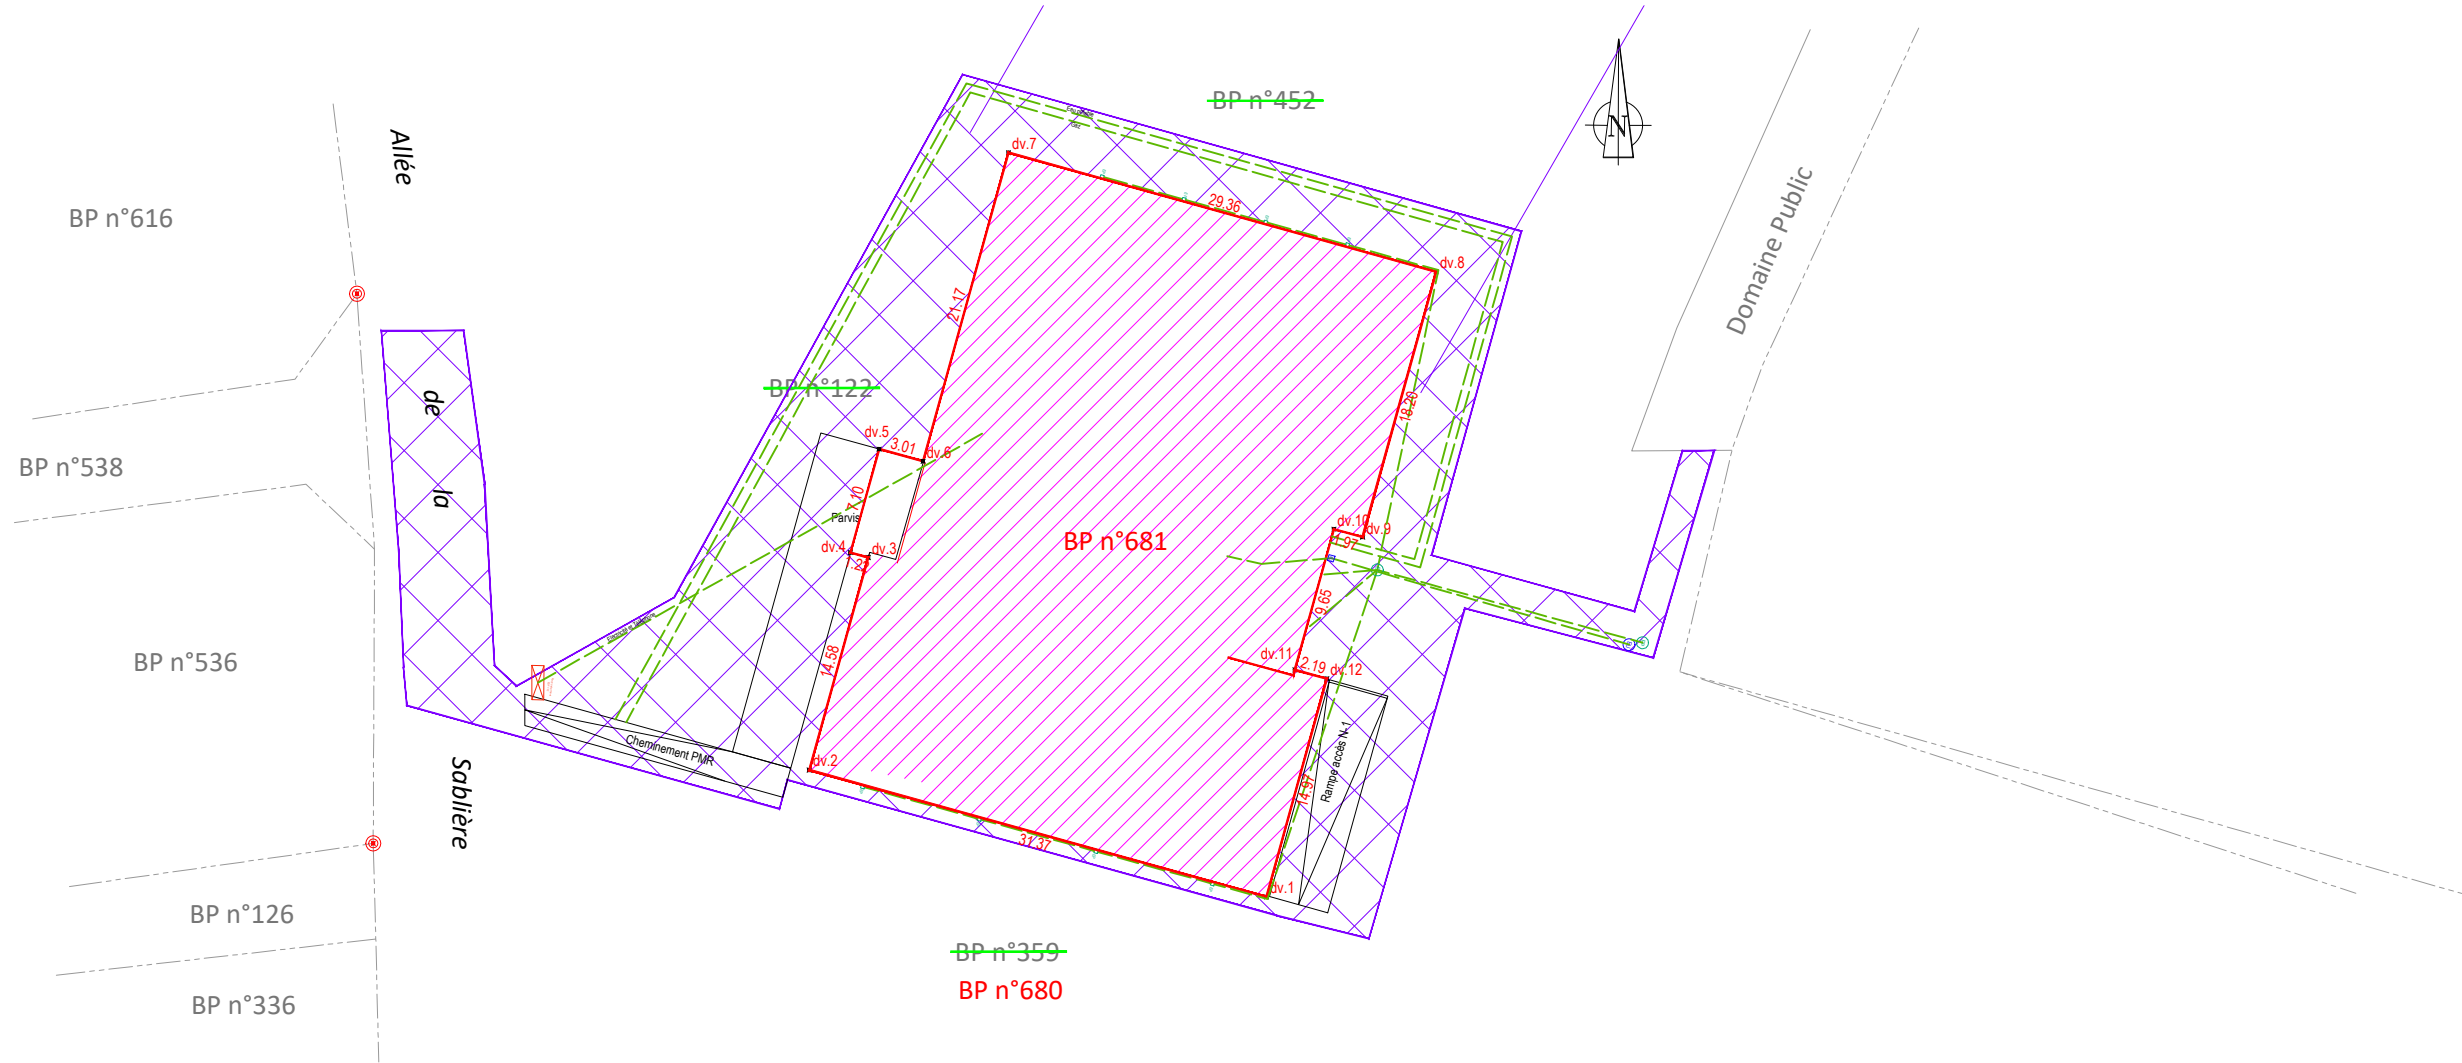 BP n°452
N
Allée
dv.7
Domaine Public
29.36
BP n°616
dv.8
21.17
BP n°122
de
18.20
dv.5
3.01
dv.6
BP n°538
la
7.10
Parvis
dv.10
dv.9
1.97
dv.4
dv.3
BP n°681
9.65
BP n°536
14.58
dv.11
2.19
dv.12
Cheminement PMR
dv.2
Rampe accès N-1
14.97
Sablière
31.37
dv.1
BP n°126
BP n°359
BP n°680
BP n°336